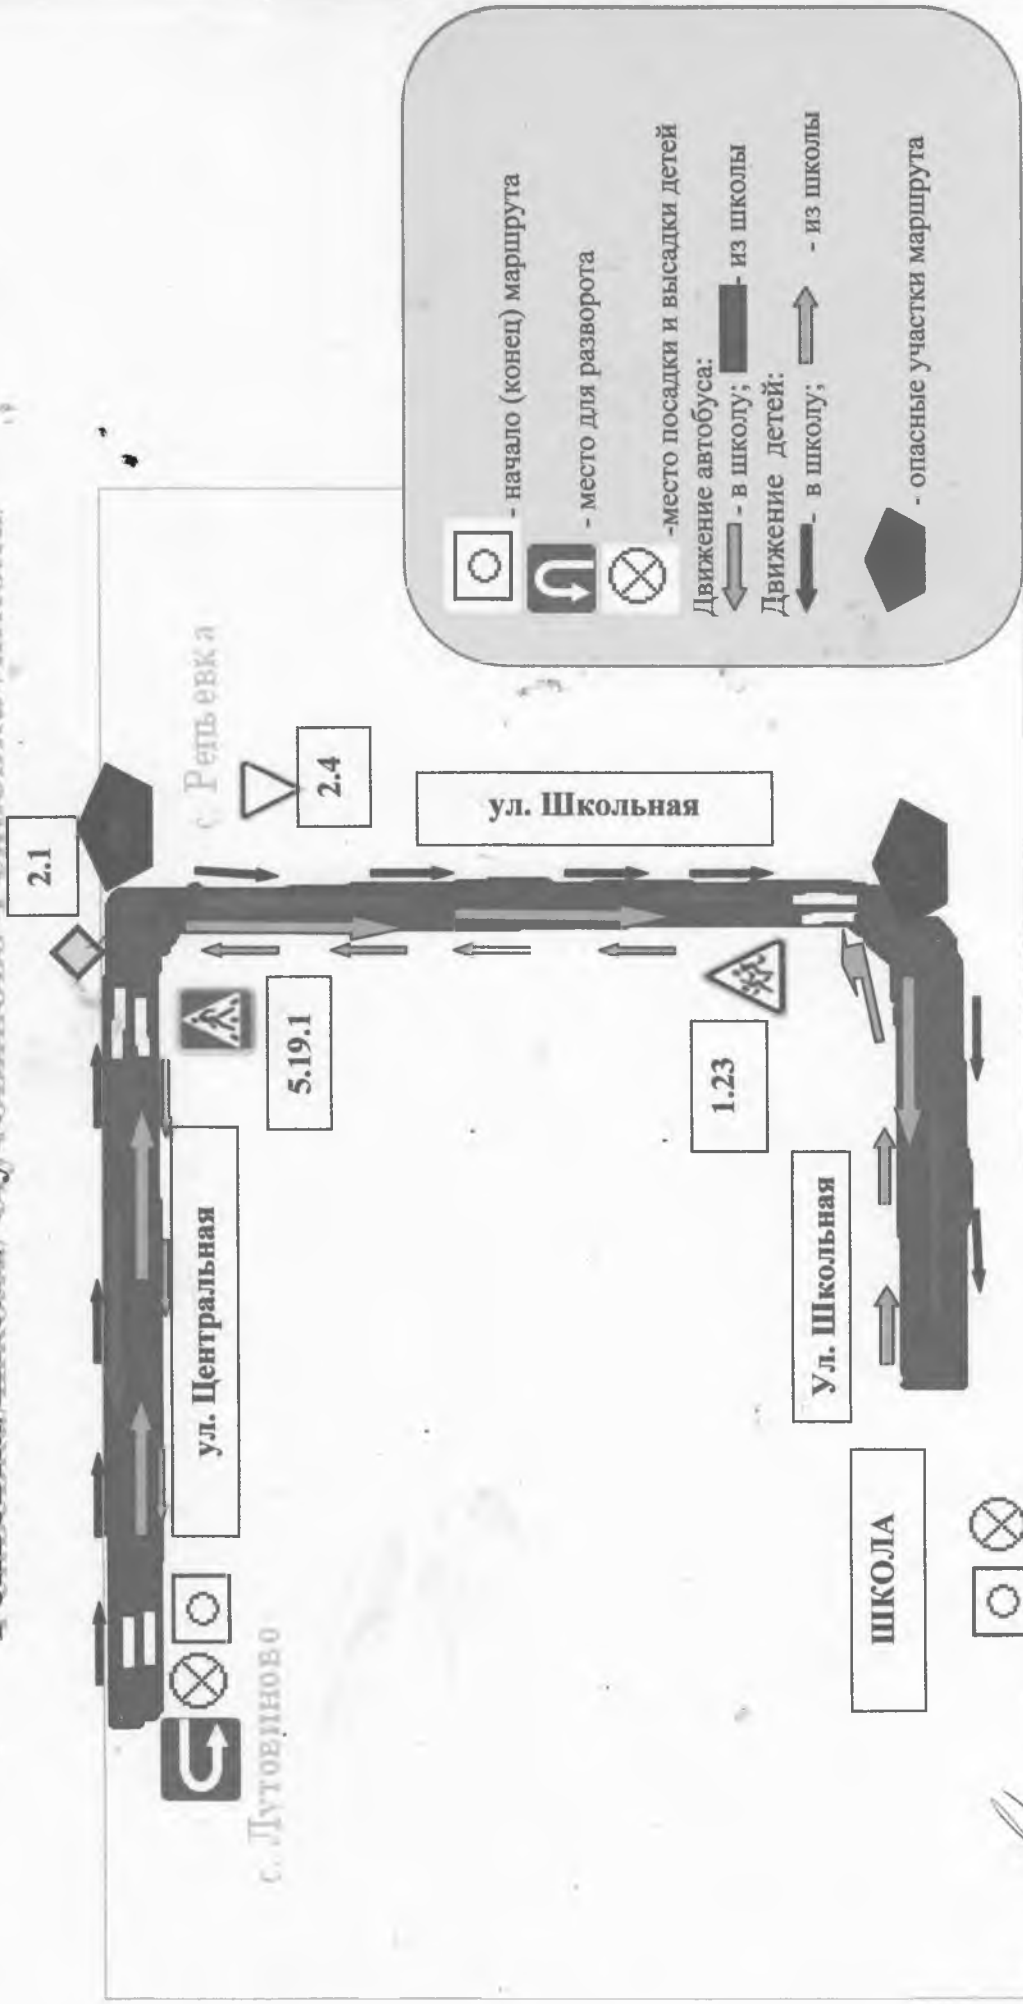 2.1
с. Репьевка
2.4
ул. Школьная
5.19.1
ул. Центральная
с. Лутовиново
1.23
Ул. Школьная
ШКОЛА
- начало (конец) маршрута
- место для разворота
-место посадки и высадки детей
Движение автобуса:
- в школу; - из школы
Движение детей:
- в школу; - из школы
- опасные участки маршрута